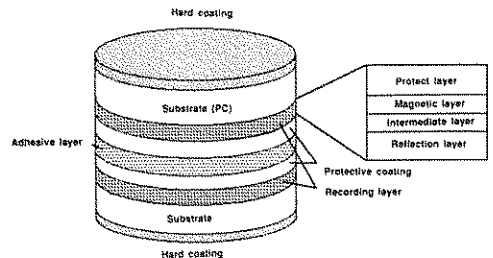 Hard coating
Substrate (PC)
Adhesive layer
Protect layer
Magnetic layer
Intermediate layer
Reflection layer
Protective coating
Recording layer
Substrate
Hard coating